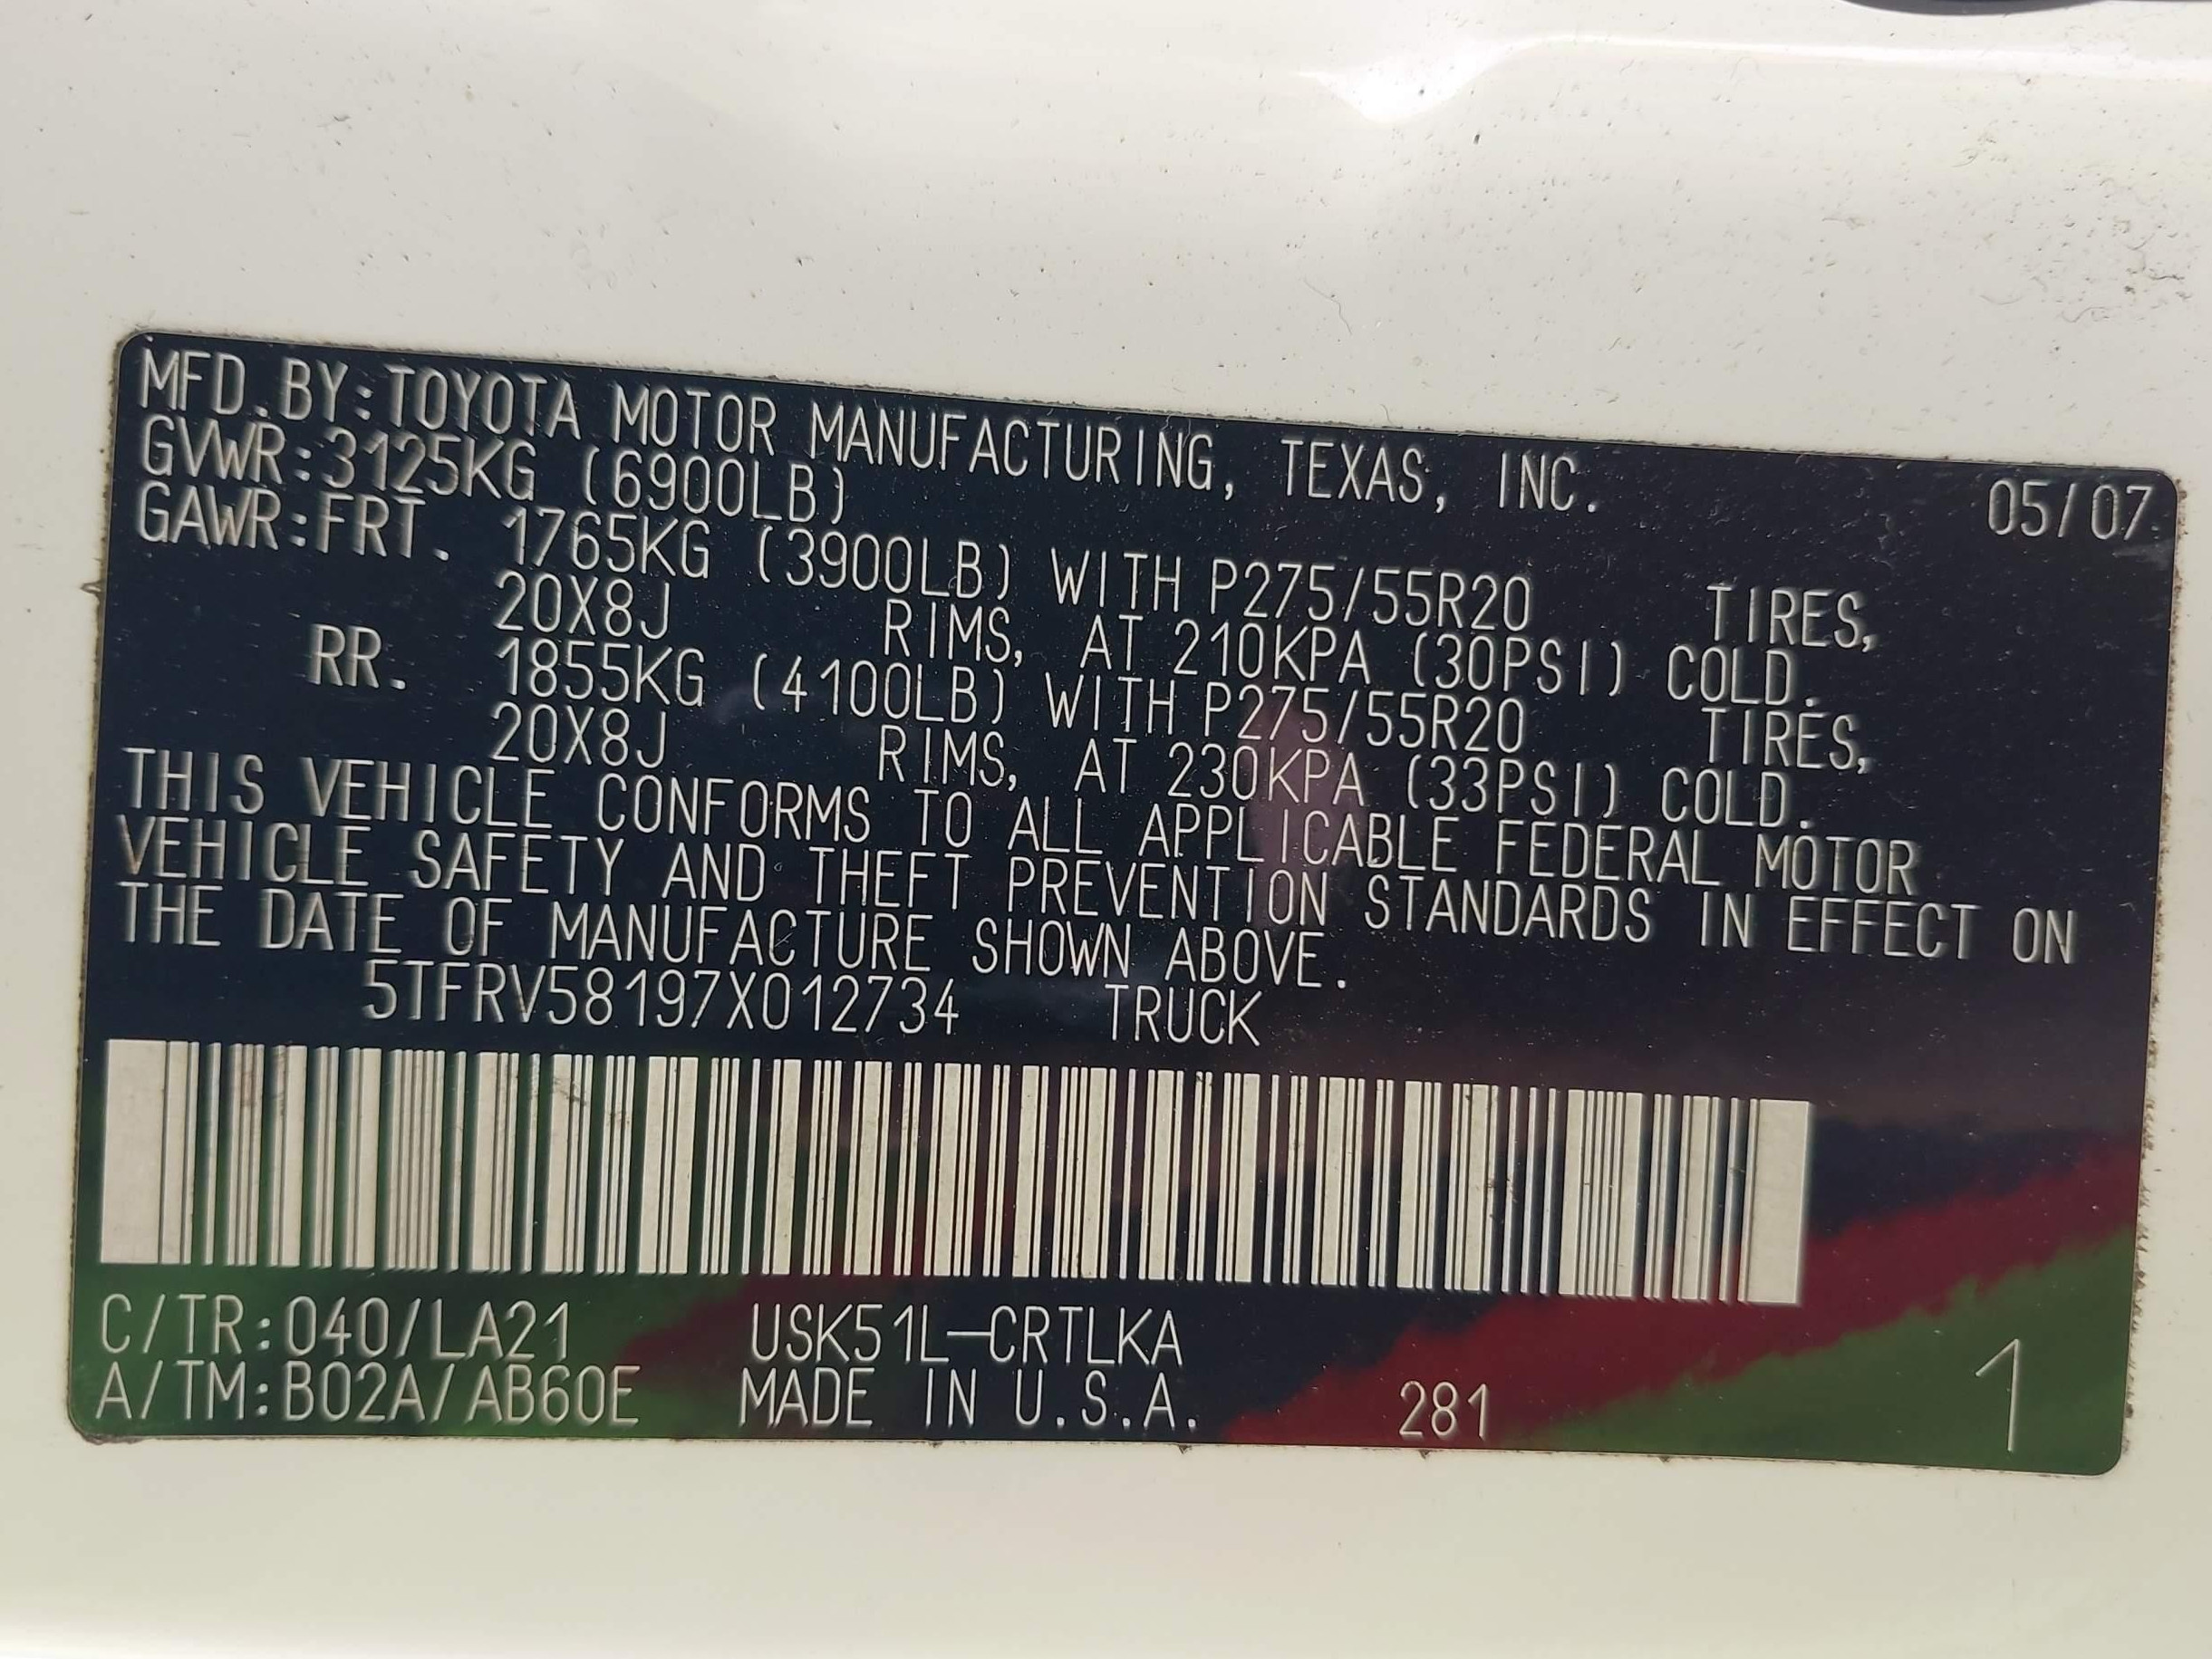 MFD.BY:TOYOTA MOTOR MANUFACTURING, TEXAS, INC. 05/07
GVWR:3125KG (6900LB)
GAWR:FRT. 1765KG (3900LB) WITH P275/55R20 TIRES,
20X8J RIMS, AT 210KPA (30PSI) COLD.
RR. 1855KG (4100LB) WITH P275/55R20 TIRES,
20X8J RIMS, AT 230KPA (33PSI) COLD.
THIS VEHICLE CONFORMS TO ALL APPLICABLE FEDERAL MOTOR
VEHICLE SAFETY AND THEFT PREVENTION STANDARDS IN EFFECT ON
THE DATE OF MANUFACTURE SHOWN ABOVE.
5TFRV58197X012734 TRUCK
C/TR:040/LA21 USK51L-CRTLKA
A/TM:B02A/AB60E MADE IN U.S.A. 281 1